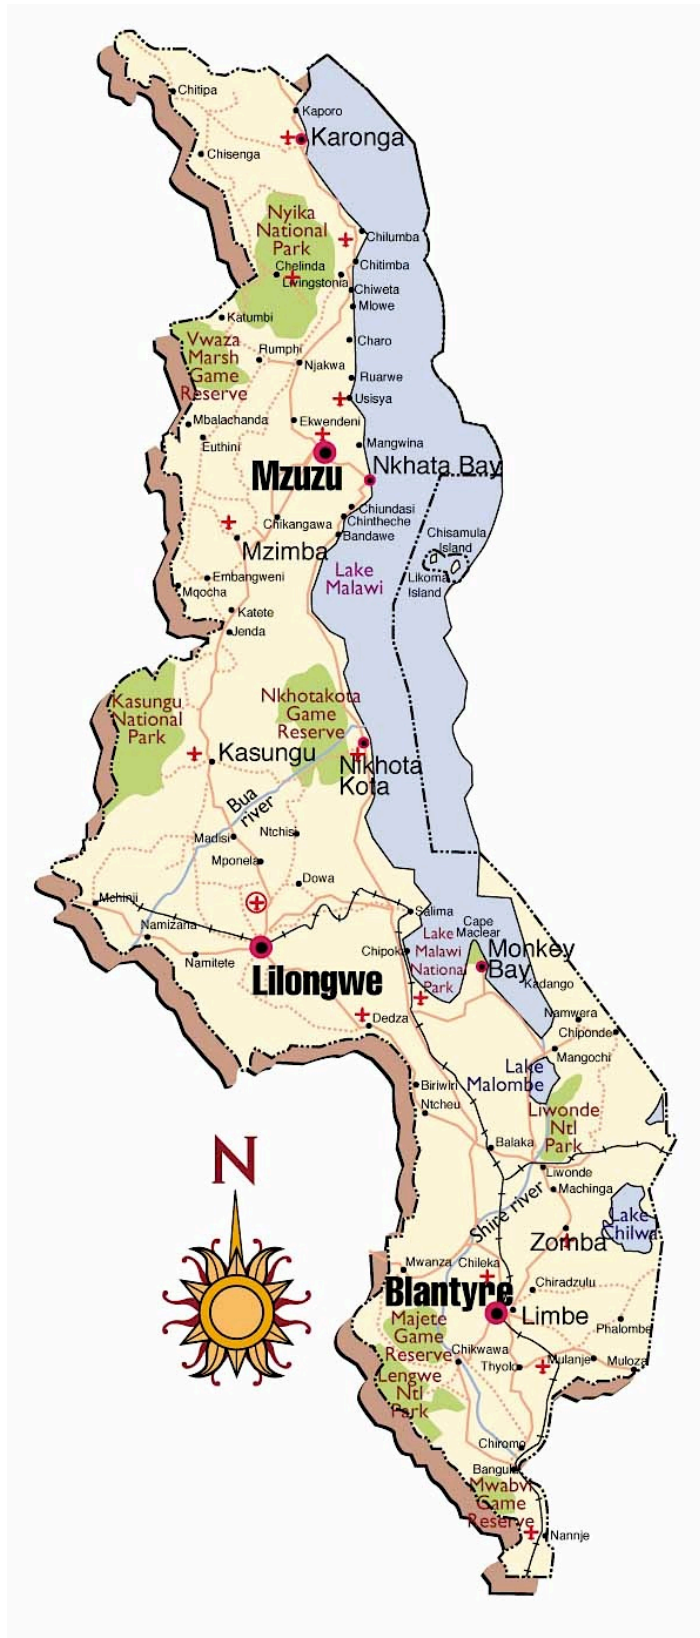 Chitipa
Kaporo
Karonga
Chisenga
Nyika
National
Park
Chilumba
Chelinda
Chitimba
Livingstonia
Chiweta
Mlowe
Katumbi
Vwaza
Marsh
Game
Reserve
Rumphi
Charo
Njakwa
Ruarwe
Usisya
Mbalachanda
Ekwendeni
Euthini
Mangwina
Mzuzu
Nkhata Bay
Chikangawa
Chiundasi
Chintheche
Bandawe
Mzimba
Chisamula
Island
Lake
Malawi
Likoma
Island
Embangweni
Mqocha
Katete
Jenda
Kasungu
National
Park
Nkhotakota
Game
Reserve
Kasungu
Nikhota
Kota
Bua
river
Madisi
Ntchisi
Mponela
Dowa
Mchinji
Salima
Namizana
Cape
Maclear
Lake
Malawi
National
Park
Chipoka
Monkey
Bay
Namitete
Lilongwe
Kadango
Dedza
Namwera
Chiponde
Mangochi
Lake
Malombe
Biriwiri
Ntcheu
Liwonde
Ntl
Park
Balaka
N
Liwonde
Machinga
Shire river
Lake
Chilwa
Zomba
Mwanza
Chileka
Blantyre
Chiradzulu
Limbe
Majete
Game
Reserve
Phalombe
Chikwawa
Thyolo
Mulanje
Muloza
Lengwe
Ntl
Park
Chiromo
Bangula
Mwabvi
Game
Reserve
Nannje